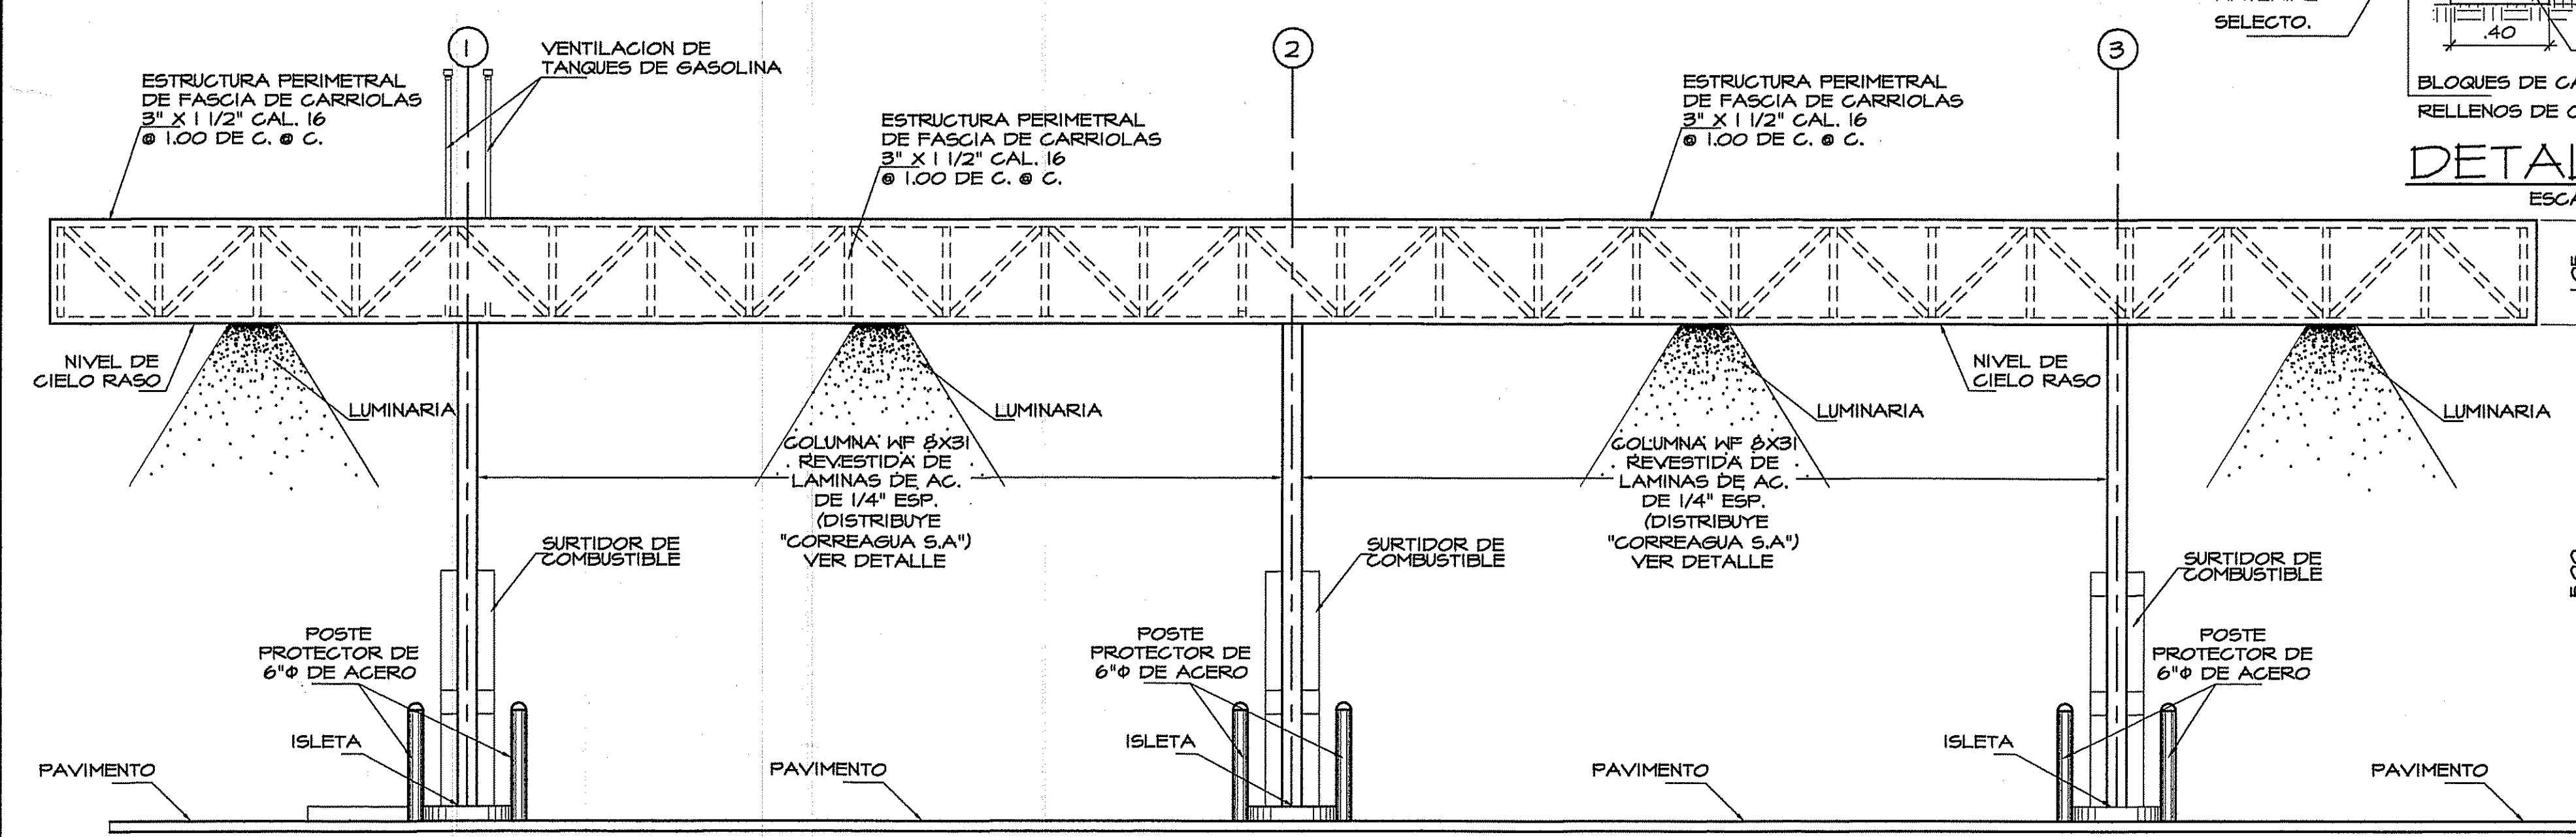 SELECTO.
.40
BLOQUES DE
RELLENOS DE
1
2
3
VENTILACION DE
TANQUES DE GASOLINA
ESTRUCTURA PERIMETRAL
DE FASCIA DE CARRIOLAS
3" X 1 1/2" CAL. 16
@ 1.00 DE C. @ C.
ESTRUCTURA PERIMETRAL
DE FASCIA DE CARRIOLAS
3" X 1 1/2" CAL. 16
@ 1.00 DE C. @ C.
ESTRUCTURA PERIMETRAL
DE FASCIA DE CARRIOLAS
3" X 1 1/2" CAL. 16
@ 1.00 DE C. @ C.
NIVEL DE
CIELO RASO
LUMINARIA
LUMINARIA
LUMINARIA
NIVEL DE
CIELO RASO
LUMINARIA
COLUMNA WF 8X31
REVESTIDA DE
LAMINAS DE AC.
DE 1/4" ESP.
(DISTRIBUYE
"CORREAGUA S.A")
VER DETALLE
COLUMNA WF 8X31
REVESTIDA DE
LAMINAS DE AC.
DE 1/4" ESP.
(DISTRIBUYE
"CORREAGUA S.A")
VER DETALLE
SURTIDOR DE
COMBUSTIBLE
SURTIDOR DE
COMBUSTIBLE
SURTIDOR DE
COMBUSTIBLE
POSTE
PROTECTOR DE
6"Φ DE ACERO
POSTE
PROTECTOR DE
6"Φ DE ACERO
POSTE
PROTECTOR DE
6"Φ DE ACERO
ISLETA
ISLETA
ISLETA
PAVIMENTO
PAVIMENTO
PAVIMENTO
PAVIMENTO